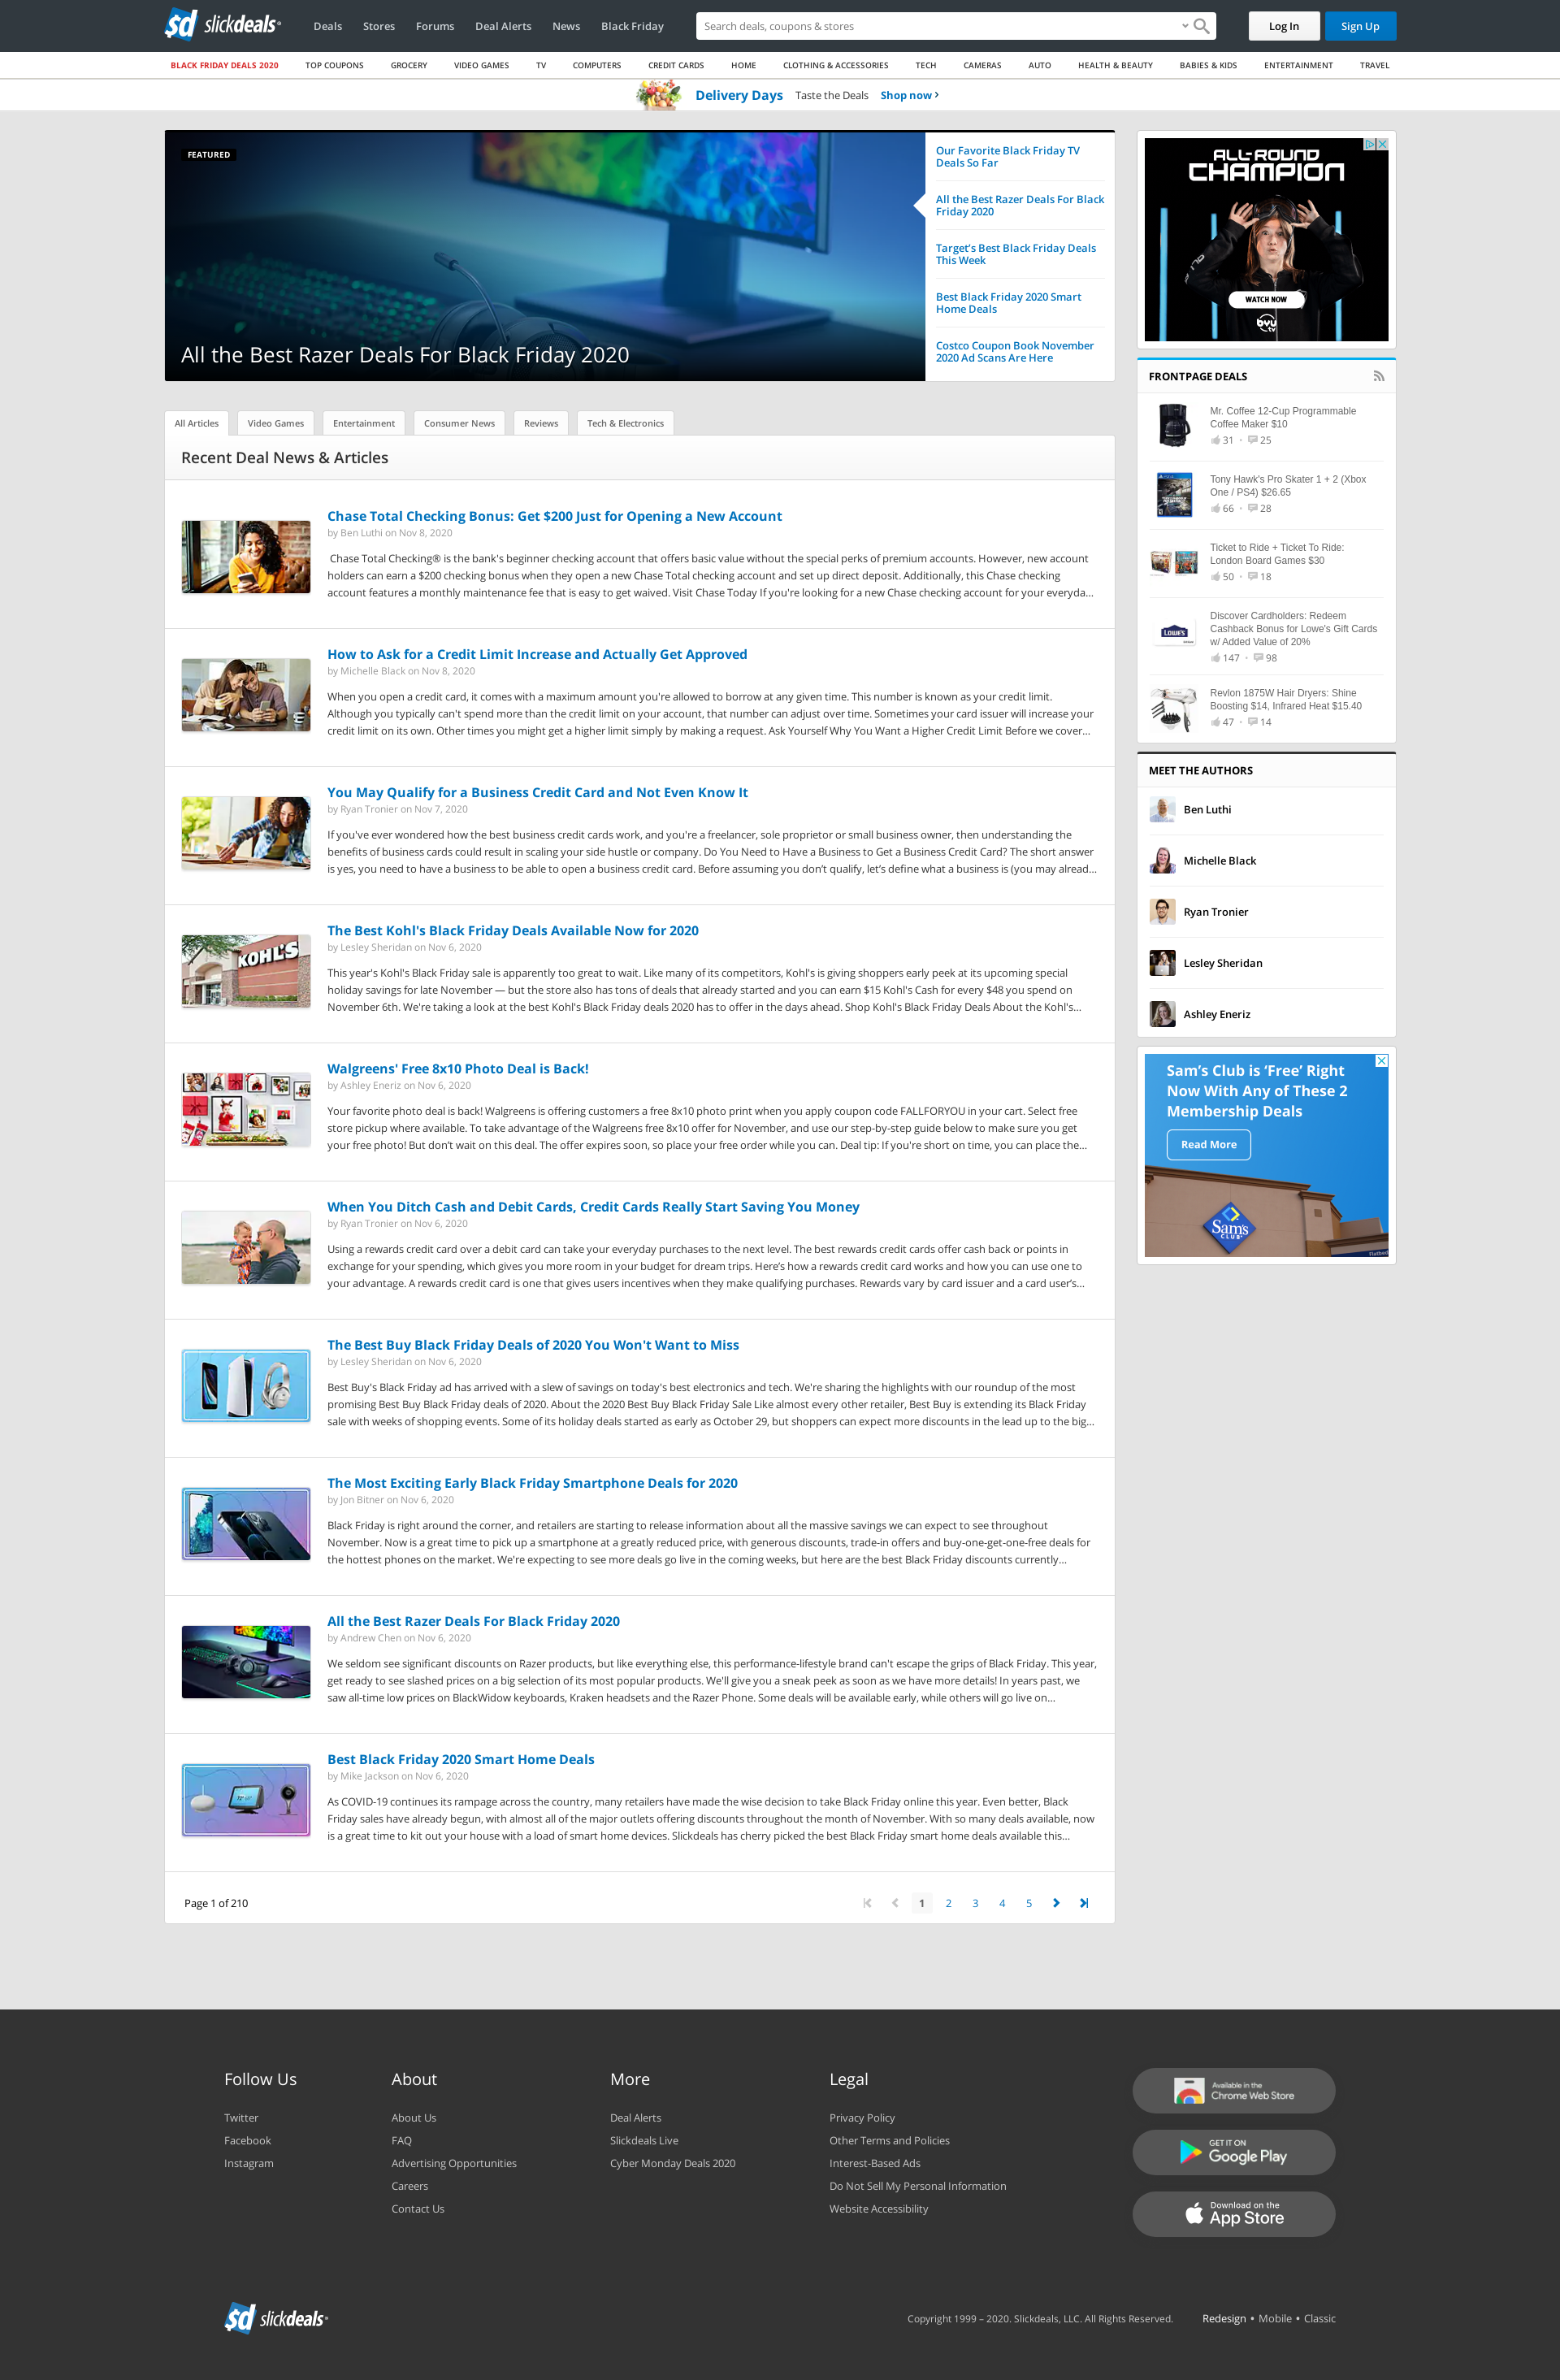 sd slickdeals
Deals Stores Forums Deal Alerts News Black Friday
Search deals, coupons & stores
Log In Sign Up
BLACK FRIDAY DEALS 2020 TOP COUPONS GROCERY VIDEO GAMES TV COMPUTERS CREDIT CARDS HOME CLOTHING & ACCESSORIES TECH CAMERAS AUTO HEALTH & BEAUTY BABIES & KIDS ENTERTAINMENT TRAVEL
Delivery Days Taste the Deals Shop now
FEATURED
All the Best Razer Deals For Black Friday 2020
Our Favorite Black Friday TV
Deals So Far
All the Best Razer Deals For Black
Friday 2020
Target's Best Black Friday Deals
This Week
Best Black Friday 2020 Smart
Home Deals
Costco Coupon Book November
2020 Ad Scans Are Here
All Articles Video Games Entertainment Consumer News Reviews Tech & Electronics
Recent Deal News & Articles
Chase Total Checking Bonus: Get $200 Just for Opening a New Account
by Ben Luthi on Nov 8, 2020
Chase Total Checking® is the bank's beginner checking account that offers basic value without the special perks of premium accounts. However, new account
holders can earn a $200 checking bonus when they open a new Chase Total checking account and set up direct deposit. Additionally, this Chase checking
account features a monthly maintenance fee that is easy to get waived. Visit Chase Today If you're looking for a new Chase checking account for your everyda...
How to Ask for a Credit Limit Increase and Actually Get Approved
by Michelle Black on Nov 8, 2020
When you open a credit card, it comes with a maximum amount you're allowed to borrow at any given time. This number is known as your credit limit.
Although you typically can't spend more than the credit limit on your account, that number can adjust over time. Sometimes your card issuer will increase your
credit limit on its own. Other times you might get a higher limit simply by making a request. Ask Yourself Why You Want a Higher Credit Limit Before we cover...
You May Qualify for a Business Credit Card and Not Even Know It
by Ryan Tronier on Nov 7, 2020
If you've ever wondered how the best business credit cards work, and you're a freelancer, sole proprietor or small business owner, then understanding the
benefits of business cards could result in scaling your side hustle or company. Do You Need to Have a Business to Get a Business Credit Card? The short answer
is yes, you need to have a business to be able to open a business credit card. Before assuming you don't qualify, let's define what a business is (you may alread...
KOHL'S
The Best Kohl's Black Friday Deals Available Now for 2020
by Lesley Sheridan on Nov 6, 2020
This year's Kohl's Black Friday sale is apparently too great to wait. Like many of its competitors, Kohl's is giving shoppers early peek at its upcoming special
holiday savings for late November — but the store also has tons of deals that already started and you can earn $15 Kohl's Cash for every $48 you spend on
November 6th. We're taking a look at the best Kohl's Black Friday deals 2020 has to offer in the days ahead. Shop Kohl's Black Friday Deals About the Kohl's...
Walgreens' Free 8x10 Photo Deal is Back!
by Ashley Eneriz on Nov 6, 2020
Your favorite photo deal is back! Walgreens is offering customers a free 8x10 photo print when you apply coupon code FALLFORYOU in your cart. Select free
store pickup where available. To take advantage of the Walgreens free 8x10 offer for November, and use our step-by-step guide below to make sure you get
your free photo! But don't wait on this deal. The offer expires soon, so place your free order while you can. Deal tip: If you're short on time, you can place the...
When You Ditch Cash and Debit Cards, Credit Cards Really Start Saving You Money
by Ryan Tronier on Nov 6, 2020
Using a rewards credit card over a debit card can take your everyday purchases to the next level. The best rewards credit cards offer cash back or points in
exchange for your spending, which gives you more room in your budget for dream trips. Here's how a rewards credit card works and how you can use one to
your advantage. A rewards credit card is one that gives users incentives when they make qualifying purchases. Rewards vary by card issuer and a card user's...
The Best Buy Black Friday Deals of 2020 You Won't Want to Miss
by Lesley Sheridan on Nov 6, 2020
Best Buy's Black Friday ad has arrived with a slew of savings on today's best electronics and tech. We're sharing the highlights with our roundup of the most
promising Best Buy Black Friday deals of 2020. About the 2020 Best Buy Black Friday Sale Like almost every other retailer, Best Buy is extending its Black Friday
sale with weeks of shopping events. Some of its holiday deals started as early as October 29, but shoppers can expect more discounts in the lead up to the big...
The Most Exciting Early Black Friday Smartphone Deals for 2020
by Jon Bitner on Nov 6, 2020
Black Friday is right around the corner, and retailers are starting to release information about all the massive savings we can expect to see throughout
November. Now is a great time to pick up a smartphone at a greatly reduced price, with generous discounts, trade-in offers and buy-one-get-one-free deals for
the hottest phones on the market. We're expecting to see more deals go live in the coming weeks, but here are the best Black Friday discounts currently...
All the Best Razer Deals For Black Friday 2020
by Andrew Chen on Nov 6, 2020
We seldom see significant discounts on Razer products, but like everything else, this performance-lifestyle brand can't escape the grips of Black Friday. This year,
get ready to see slashed prices on a big selection of its most popular products. We'll give you a sneak peek as soon as we have more details! In years past, we
saw all-time low prices on BlackWidow keyboards, Kraken headsets and the Razer Phone. Some deals will be available early, while others will go live on...
Best Black Friday 2020 Smart Home Deals
by Mike Jackson on Nov 6, 2020
As COVID-19 continues its rampage across the country, many retailers have made the wise decision to take Black Friday online this year. Even better, Black
Friday sales have already begun, with almost all of the major outlets offering discounts throughout the month of November. With so many deals available, now
is a great time to kit out your house with a load of smart home devices. Slickdeals has cherry picked the best Black Friday smart home deals available this...
Page 1 of 210
1 2 3 4 5
ALL-ROUND
CHAMPION
WATCH NOW
byu
tv
FRONTPAGE DEALS
Mr. Coffee 12-Cup Programmable
Coffee Maker $10
31 • 25
Tony Hawk's Pro Skater 1 + 2 (Xbox
One / PS4) $26.65
66 • 28
Ticket to Ride + Ticket To Ride:
London Board Games $30
50 • 18
LOWE'S
Discover Cardholders: Redeem
Cashback Bonus for Lowe's Gift Cards
w/ Added Value of 20%
147 • 98
Revlon 1875W Hair Dryers: Shine
Boosting $14, Infrared Heat $15.40
47 • 14
MEET THE AUTHORS
Ben Luthi
Michelle Black
Ryan Tronier
Lesley Sheridan
Ashley Eneriz
Sam's Club is 'Free' Right
Now With Any of These 2
Membership Deals
Read More
Sam's
CLUB
Follow Us
Twitter
Facebook
Instagram
About
About Us
FAQ
Advertising Opportunities
Careers
Contact Us
More
Deal Alerts
Slickdeals Live
Cyber Monday Deals 2020
Legal
Privacy Policy
Other Terms and Policies
Interest-Based Ads
Do Not Sell My Personal Information
Website Accessibility
Available in the
Chrome Web Store
GET IT ON
Google Play
Download on the
App Store
sd slickdeals
Copyright 1999 – 2020. Slickdeals, LLC. All Rights Reserved. Redesign • Mobile • Classic